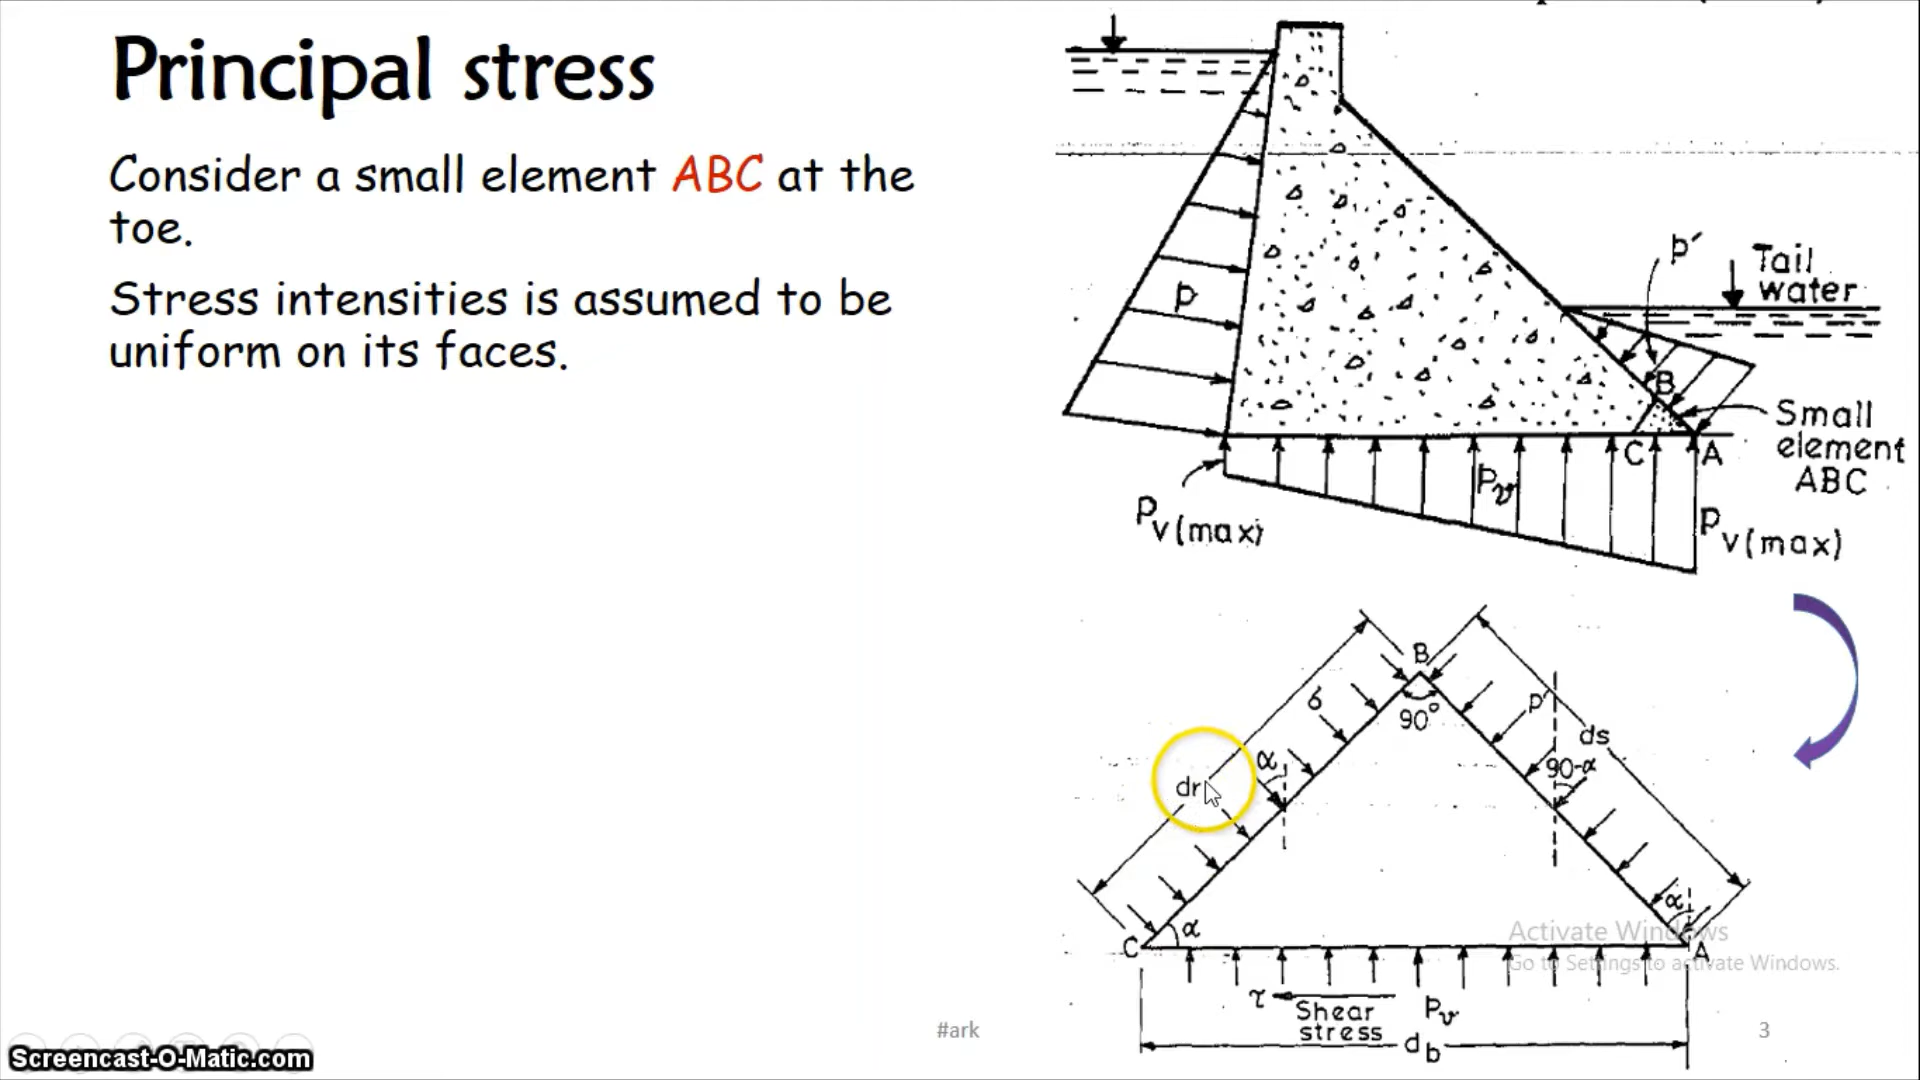 Principal stress
Consider a small element ABC at the
toe.
Stress intensities is assumed to be
uniform on its faces.
p
p′
Tail
water
B
C
A
Small
element
ABC
Pv
Pv(max)
Pv(max)
B
90°
σ
p′
ds
α
90-α
dr
α
α
C
A
Activate Windows
Go to Settings to activate Windows.
τ
Shear
stress
Pv
db
#ark
3
Screencast-O-Matic.com